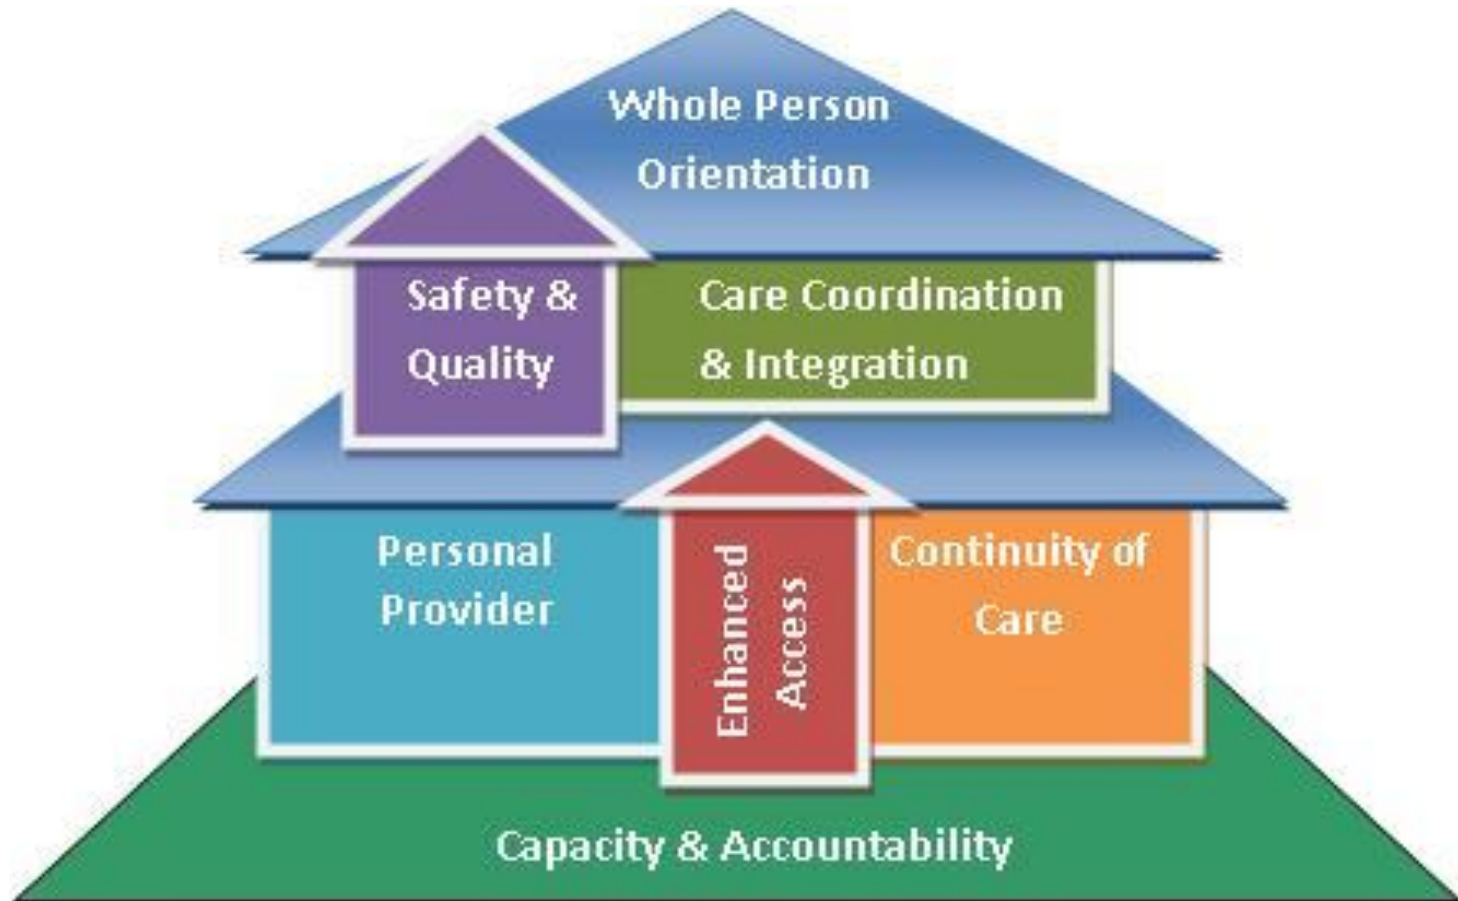 Whole Person
Orientation
Safety &
Quality
Care Coordination
& Integration
Personal
Provider
Enhanced
Access
Continuity of
Care
Capacity & Accountability